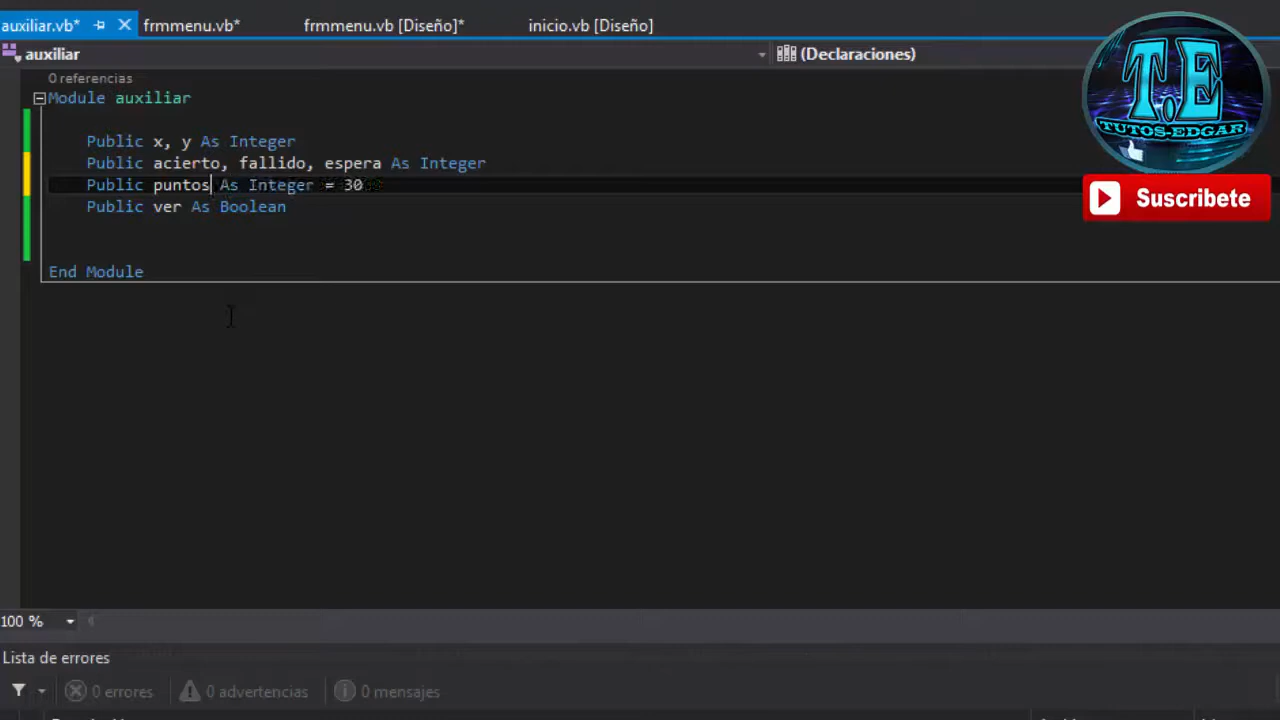 auxiliar.vb* frmmenu.vb* frmmenu.vb [Diseño]* inicio.vb [Diseño]
auxiliar (Declaraciones)
0 referencias
Module auxiliar
Public x, y As Integer
Public acierto, fallido, espera As Integer
Public puntos As Integer = 30
Public ver As Boolean
End Module
T.E
TUTOS-EDGAR
Suscribete
100 %
Lista de errores
0 errores 0 advertencias 0 mensajes